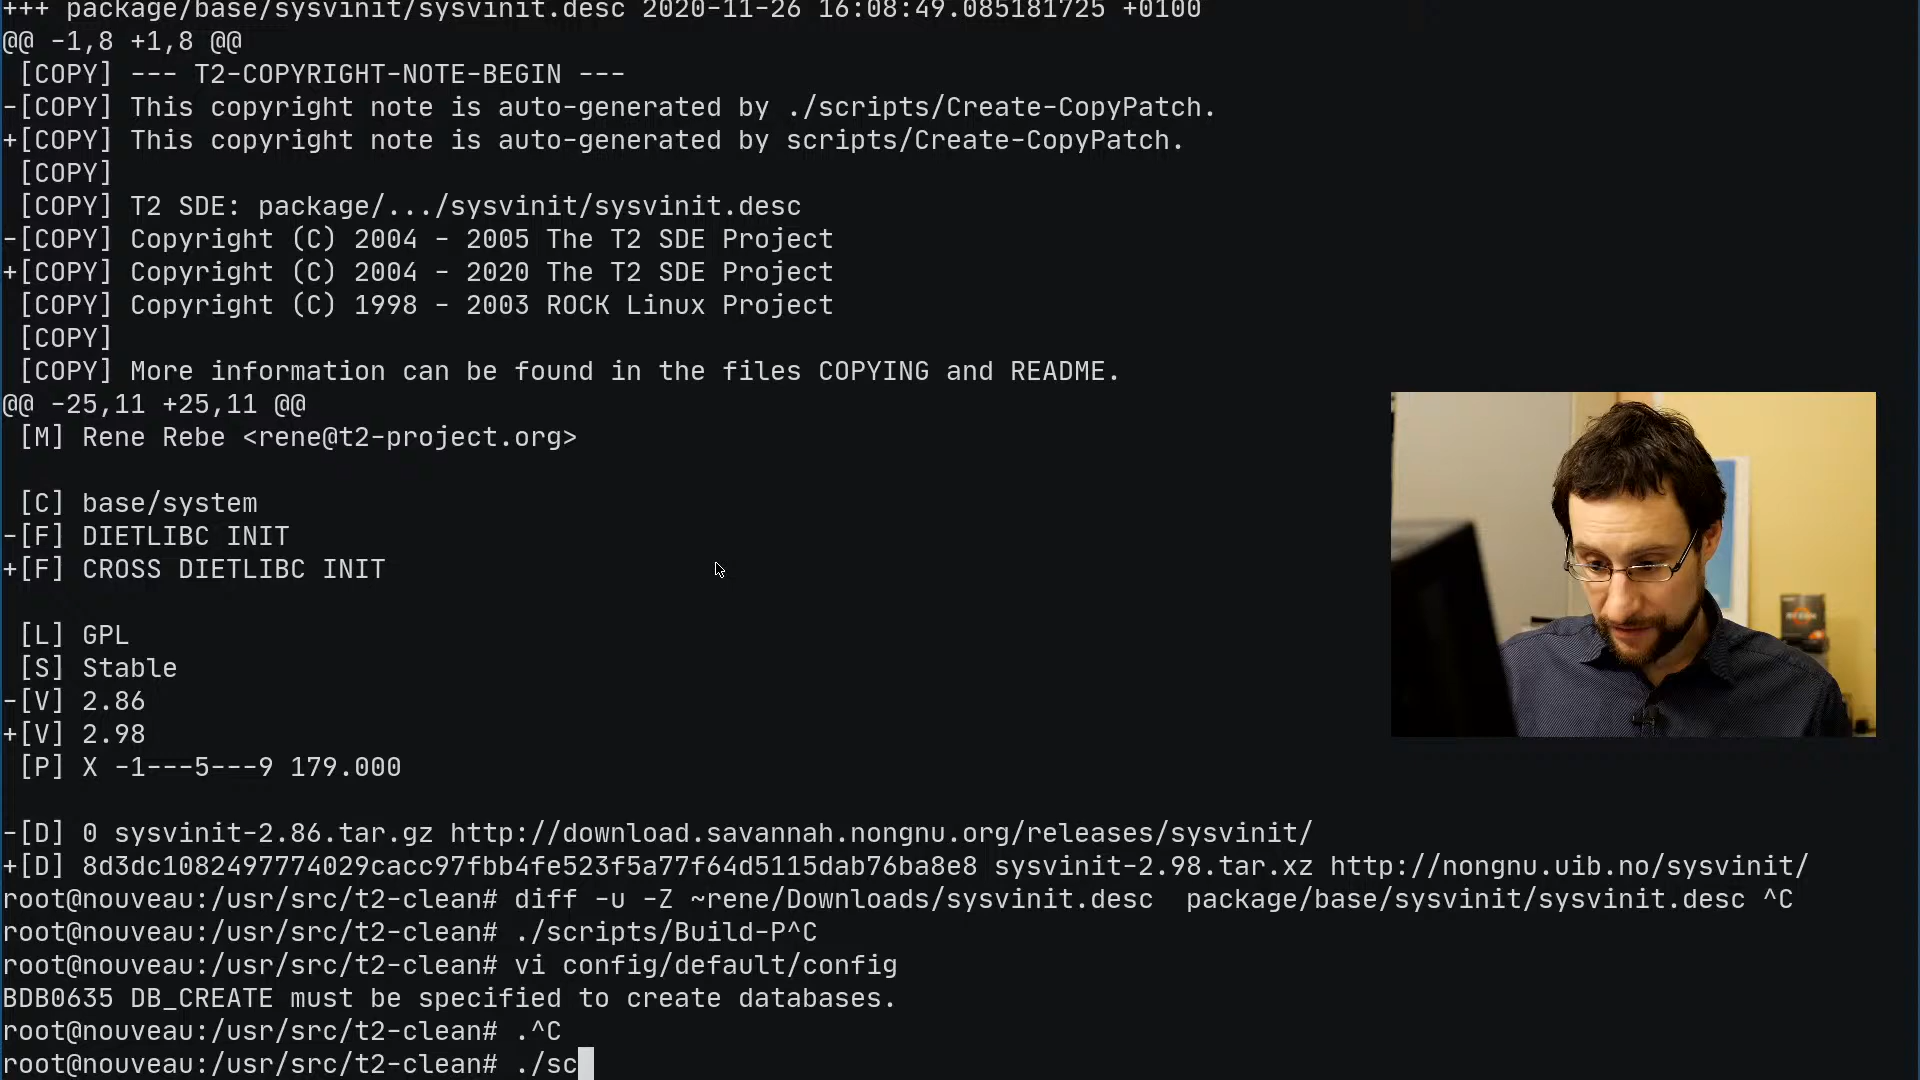 +++ package/base/sysvinit/sysvinit.desc 2020-11-26 16:08:49.085181725 +0100
@@ -1,8 +1,8 @@
 [COPY] --- T2-COPYRIGHT-NOTE-BEGIN ---
-[COPY] This copyright note is auto-generated by ./scripts/Create-CopyPatch.
+[COPY] This copyright note is auto-generated by scripts/Create-CopyPatch.
 [COPY]
 [COPY] T2 SDE: package/.../sysvinit/sysvinit.desc
-[COPY] Copyright (C) 2004 - 2005 The T2 SDE Project
+[COPY] Copyright (C) 2004 - 2020 The T2 SDE Project
 [COPY] Copyright (C) 1998 - 2003 ROCK Linux Project
 [COPY]
 [COPY] More information can be found in the files COPYING and README.
@@ -25,11 +25,11 @@
 [M] Rene Rebe <rene@t2-project.org>
 [C] base/system
-[F] DIETLIBC INIT
+[F] CROSS DIETLIBC INIT
 [L] GPL
 [S] Stable
-[V] 2.86
+[V] 2.98
 [P] X -1---5---9 179.000
-[D] 0 sysvinit-2.86.tar.gz http://download.savannah.nongnu.org/releases/sysvinit/
+[D] 8d3dc1082497774029cacc97fbb4fe523f5a77f64d5115dab76ba8e8 sysvinit-2.98.tar.xz http://nongnu.uib.no/sysvinit/
root@nouveau:/usr/src/t2-clean# diff -u -Z ~rene/Downloads/sysvinit.desc  package/base/sysvinit/sysvinit.desc ^C
root@nouveau:/usr/src/t2-clean# ./scripts/Build-P^C
root@nouveau:/usr/src/t2-clean# vi config/default/config
BDB0635 DB_CREATE must be specified to create databases.
root@nouveau:/usr/src/t2-clean# .^C
root@nouveau:/usr/src/t2-clean# ./sc